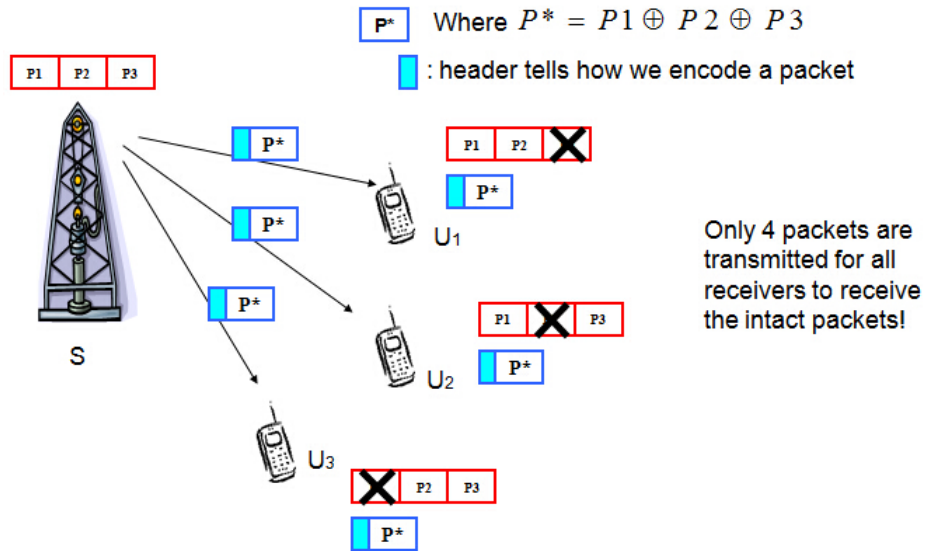 P* Where P* = P1 ⊕ P2 ⊕ P3
: header tells how we encode a packet
P1 P2 P3
P*
P1 P2
P*
U1
P*
Only 4 packets are
transmitted for all
receivers to receive
the intact packets!
P*
P1 P3
P*
U2
S
U3
P2 P3
P*